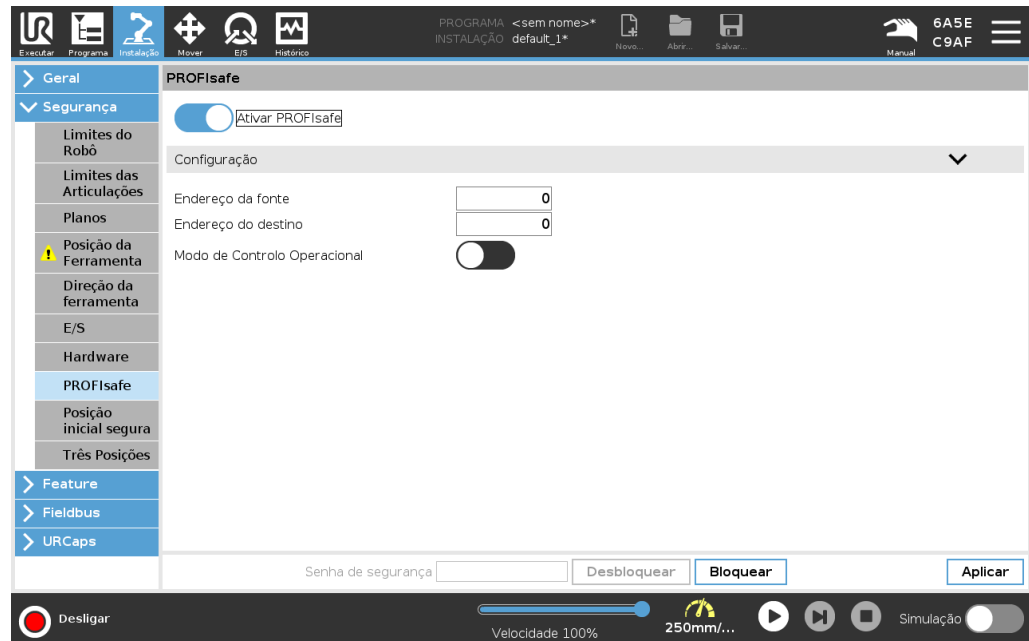 PROGRAMA <sem nome>*
INSTALAÇÃO default_1*
Executar
Programa
Instalação
Mover
E/S
Histórico
Novo...
Abrir...
Salvar...
Manual
6A5E
C9AF
Geral
Segurança
Limites do
Robô
Limites das
Articulações
Planos
Posição da
Ferramenta
Direção da
ferramenta
E/S
Hardware
PROFIsafe
Posição
inicial segura
Três Posições
Feature
Fieldbus
URCaps
PROFIsafe
Ativar PROFIsafe
Configuração
Endereço da fonte 0
Endereço do destino 0
Modo de Controlo Operacional
Senha de segurança
Desbloquear
Bloquear
Aplicar
Desligar
Velocidade 100%
250mm/...
Simulação